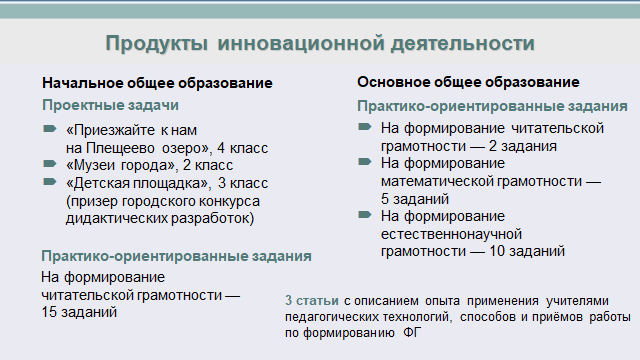 Продукты инновационной деятельности
Начальное общее образование
Проектные задачи
«Приезжайте к нам
на Плещеево озеро», 4 класс
«Музеи города», 2 класс
«Детская площадка», 3 класс
(призер городского конкурса
дидактических разработок)
Практико-ориентированные задания
На формирование
читательской грамотности —
15 заданий
Основное общее образование
Практико-ориентированные задания
На формирование читательской
грамотности — 2 задания
На формирование
математической грамотности —
5 заданий
На формирование
естественнонаучной
грамотности — 10 заданий
3 статьи с описанием опыта применения учителями
педагогических технологий, способов и приёмов работы
по формированию ФГ